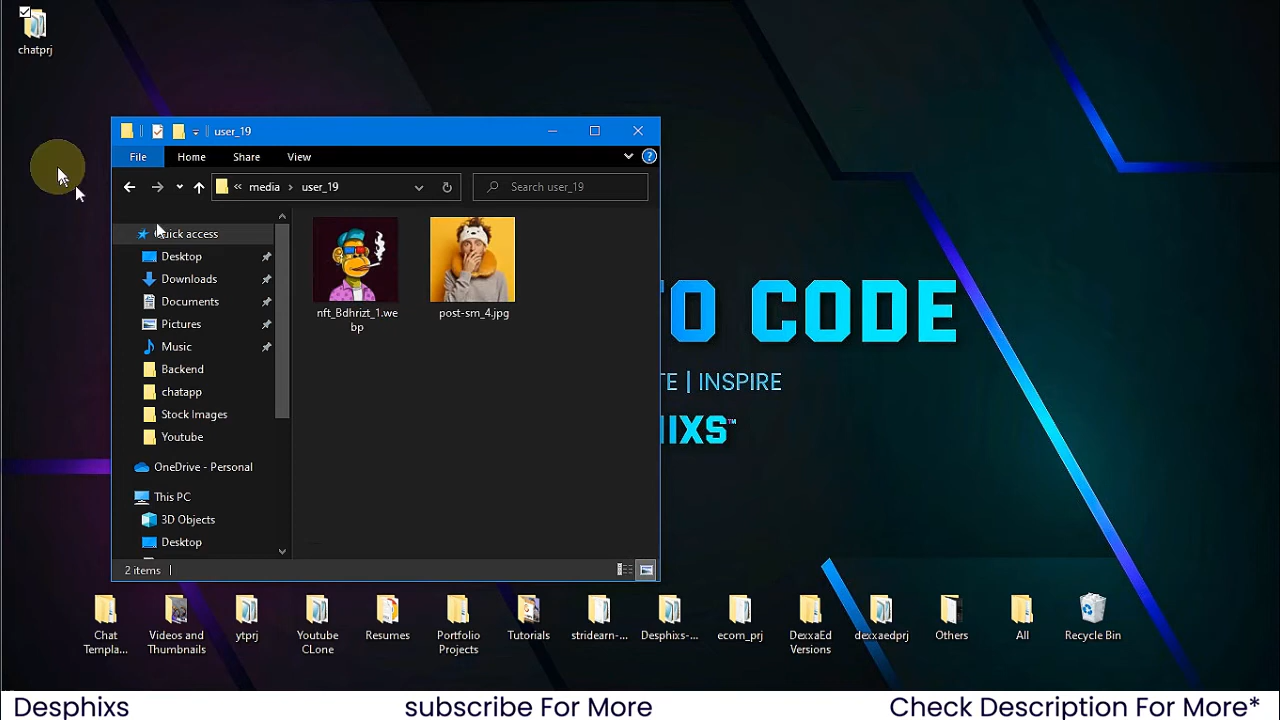 chatprj
user_19
File
Home
Share
View
media
user_19
Search user_19
Quick access
Desktop
Downloads
Documents
Pictures
Music
Backend
chatapp
Stock Images
Youtube
OneDrive - Personal
This PC
3D Objects
Desktop
nft_Bdhrizt_1.we
bp
post-sm_4.jpg
2 items
TO CODE
| INSPIRE
Chat
Templa...
Videos and
Thumbnails
ytprj
Youtube
CLone
Resumes
Portfolio
Projects
Tutorials
stridearn-...
Desphixs-...
ecom_prj
DexxaEd
Versions
dexxaedprj
Others
All
Recycle Bin
Desphixs
subscribe For More
Check Description For More*